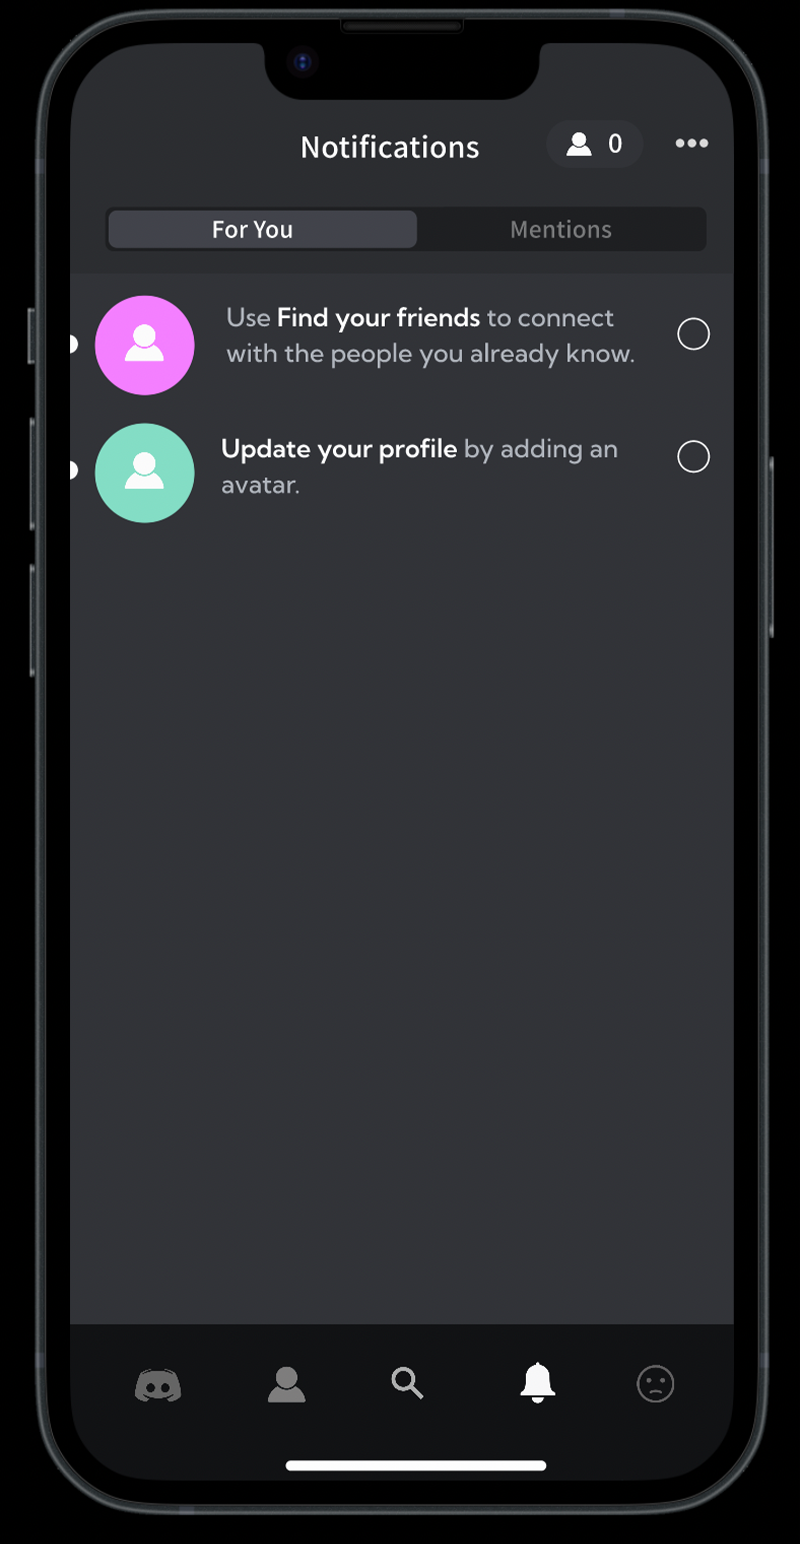 Notifications
0
For You
Mentions
Use Find your friends to connect
with the people you already know.
Update your profile by adding an
avatar.